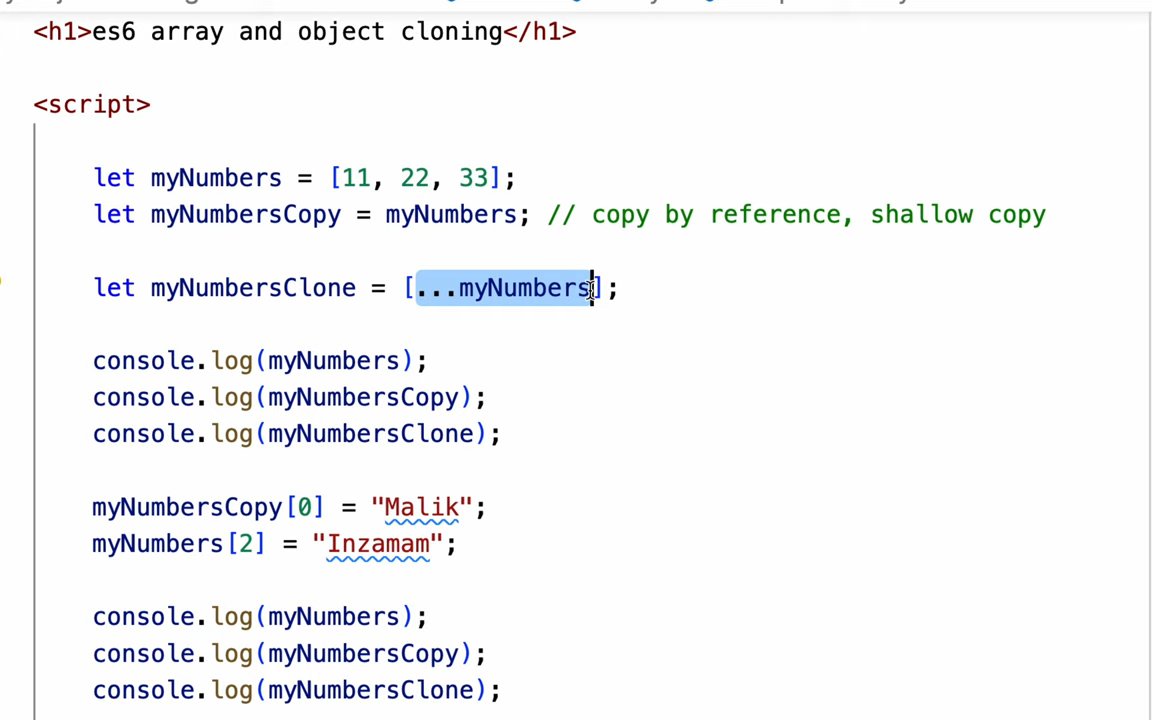 <h1>es6 array and object cloning</h1>
<script>
let myNumbers = [11, 22, 33];
let myNumbersCopy = myNumbers; // copy by reference, shallow copy
let myNumbersClone = [...myNumbers];
console.log(myNumbers);
console.log(myNumbersCopy);
console.log(myNumbersClone);
myNumbersCopy[0] = "Malik";
myNumbers[2] = "Inzamam";
console.log(myNumbers);
console.log(myNumbersCopy);
console.log(myNumbersClone);